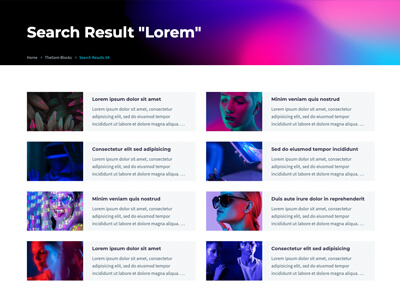 Search Result "Lorem"
Home TheGem Blocks Search Results 04
Lorem ipsum dolor sit amet
Lorem ipsum dolor sit amet, consectetur
adipisicing elit, sed do eiusmod tempor
incididunt ut labore et dolore magna aliqua. ...
Minim veniam quis nostrud
Lorem ipsum dolor sit amet, consectetur
adipisicing elit, sed do eiusmod tempor
incididunt ut labore et dolore magna aliqua. ...
Consectetur elit sed adipisicing
Lorem ipsum dolor sit amet, consectetur
adipisicing elit, sed do eiusmod tempor
incididunt ut labore et dolore magna aliqua. ...
Sed do eiusmod tempor incididunt
Lorem ipsum dolor sit amet, consectetur
adipisicing elit, sed do eiusmod tempor
incididunt ut labore et dolore magna aliqua. ...
Minim veniam quis nostrud
Lorem ipsum dolor sit amet, consectetur
adipisicing elit, sed do eiusmod tempor
incididunt ut labore et dolore magna aliqua. ...
Duis aute irure dolor in reprehenderit
Lorem ipsum dolor sit amet, consectetur
adipisicing elit, sed do eiusmod tempor
incididunt ut labore et dolore magna aliqua. ...
Lorem ipsum dolor sit amet
Lorem ipsum dolor sit amet, consectetur
adipisicing elit, sed do eiusmod tempor
incididunt ut labore et dolore magna aliqua. ...
Consectetur elit sed adipisicing
Lorem ipsum dolor sit amet, consectetur
adipisicing elit, sed do eiusmod tempor
incididunt ut labore et dolore magna aliqua. ...